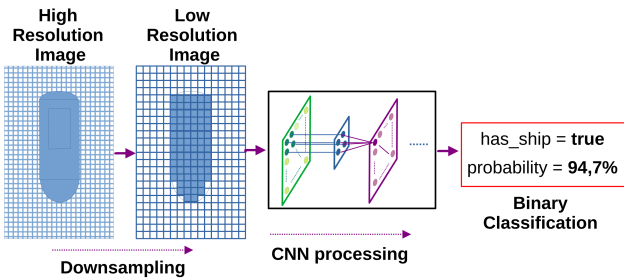 High
Resolution
Image
Low
Resolution
Image
has_ship = true
probability = 94,7%
Binary
Classification
Downsampling
CNN processing